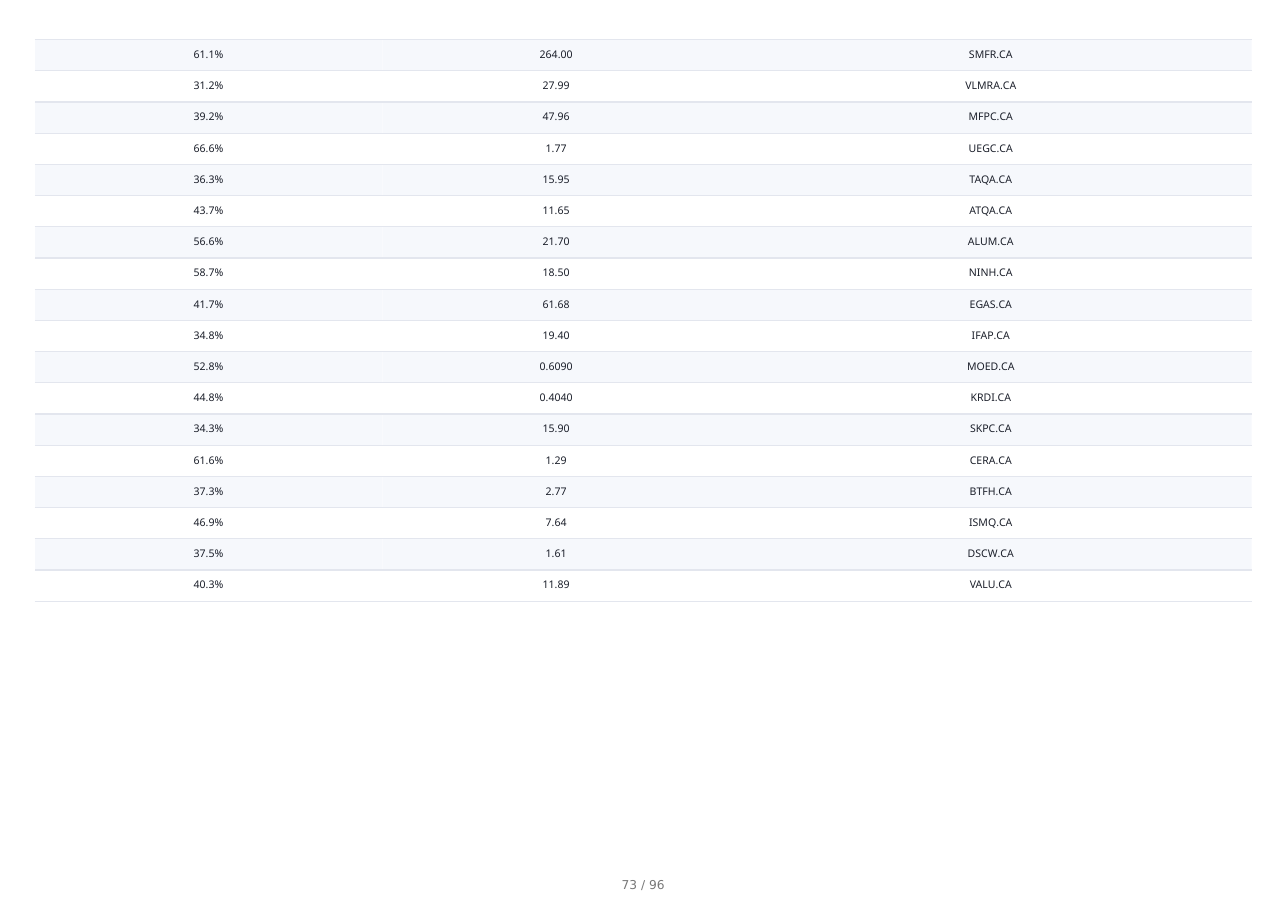 61.1% 264.00 SMFR.CA
31.2% 27.99 VLMRA.CA
39.2% 47.96 MFPC.CA
66.6% 1.77 UEGC.CA
36.3% 15.95 TAQA.CA
43.7% 11.65 ATQA.CA
56.6% 21.70 ALUM.CA
58.7% 18.50 NINH.CA
41.7% 61.68 EGAS.CA
34.8% 19.40 IFAP.CA
52.8% 0.6090 MOED.CA
44.8% 0.4040 KRDI.CA
34.3% 15.90 SKPC.CA
61.6% 1.29 CERA.CA
37.3% 2.77 BTFH.CA
46.9% 7.64 ISMQ.CA
37.5% 1.61 DSCW.CA
40.3% 11.89 VALU.CA
73 / 96